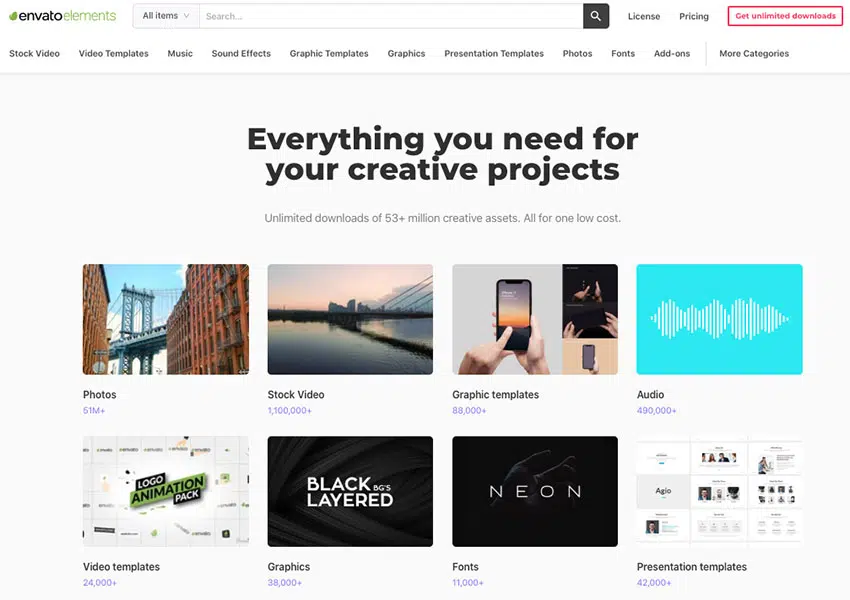 envatoelements
All items
Search...
License
Pricing
Get unlimited downloads
Stock Video
Video Templates
Music
Sound Effects
Graphic Templates
Graphics
Presentation Templates
Photos
Fonts
Add-ons
More Categories
Everything you need for
your creative projects
Unlimited downloads of 53+ million creative assets. All for one low cost.
Photos
51M+
Stock Video
1,100,000+
Graphic templates
88,000+
Audio
490,000+
LOGO
ANIMATION
PACK
BLACK BG'S
LAYERED
NEON
Agio
Video templates
24,000+
Graphics
38,000+
Fonts
11,000+
Presentation templates
42,000+